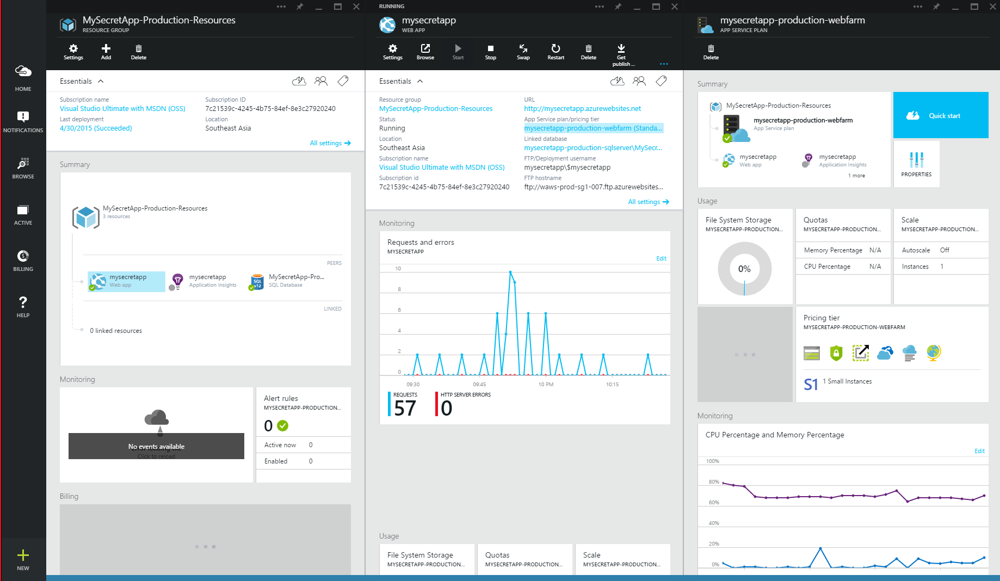 HOME
NOTIFICATIONS
BROWSE
ACTIVE
BILLING
HELP
NEW
MySecretApp-Production-Resources
RESOURCE GROUP
Settings
Add
Delete
Essentials
Subscription name
Visual Studio Ultimate with MSDN (OSS)
Last deployment
4/30/2015 (Succeeded)
Subscription ID
7c21539c-4245-4b75-84ef-8e3c27920240
Location
Southeast Asia
All settings
Summary
MySecretApp-Production-Resources
3 resources
PEERS
mysecretapp
Web app
mysecretapp
Application Insights
SQL
v12
MySecretApp-Pro...
SQL Database
LINKED
0 linked resources
Monitoring
No events available
Click to reload
Alert rules
MYSECRETAPP-PRODUCTION...
0
Active now 0
Enabled 0
Billing
RUNNING
mysecretapp
WEB APP
Settings
Browse
Start
Stop
Swap
Restart
Delete
Get
publish ...
Essentials
Resource group
MySecretApp-Production-Resources
Status
Running
Location
Southeast Asia
Subscription name
Visual Studio Ultimate with MSDN (OSS)
Subscription id
7c21539c-4245-4b75-84ef-8e3c27920240
URL
http://mysecretapp.azurewebsites.net
App Service plan/pricing tier
mysecretapp-production-webfarm (Standa...
Linked database
mysecretapp-production-sqlserver\MySecr...
FTP/Deployment username
mysecretapp\$mysecretapp
FTP hostname
ftp://waws-prod-sg1-007.ftp.azurewebsites...
All settings
Monitoring
Requests and errors
MYSECRETAPP
Edit
10
8
6
4
2
0
09:30 09:45 10 PM 10:15
REQUESTS
57
HTTP SERVER ERRORS
0
Usage
File System Storage
MYSECRETAPP-PRODUCTION...
Quotas
MYSECRETAPP-PRODUCTION...
Scale
MYSECRETAPP-PRODUCTION...
mysecretapp-production-webfarm
APP SERVICE PLAN
Delete
Summary
MySecretApp-Production-Resources
mysecretapp-production-webfarm
App Service plan
mysecretapp
Web app
mysecretapp
Application Insights
1 more
Quick start
PROPERTIES
Usage
File System Storage
MYSECRETAPP-PRODUCTION...
0%
Quotas
MYSECRETAPP-PRODUCTION...
Memory Percentage N/A
CPU Percentage N/A
Scale
MYSECRETAPP-PRODUCTION...
Autoscale Off
Instances 1
Pricing tier
MYSECRETAPP-PRODUCTION-WEBFARM
S1 1 Small Instances
Monitoring
CPU Percentage and Memory Percentage
Edit
100%
80%
60%
40%
20%
0%